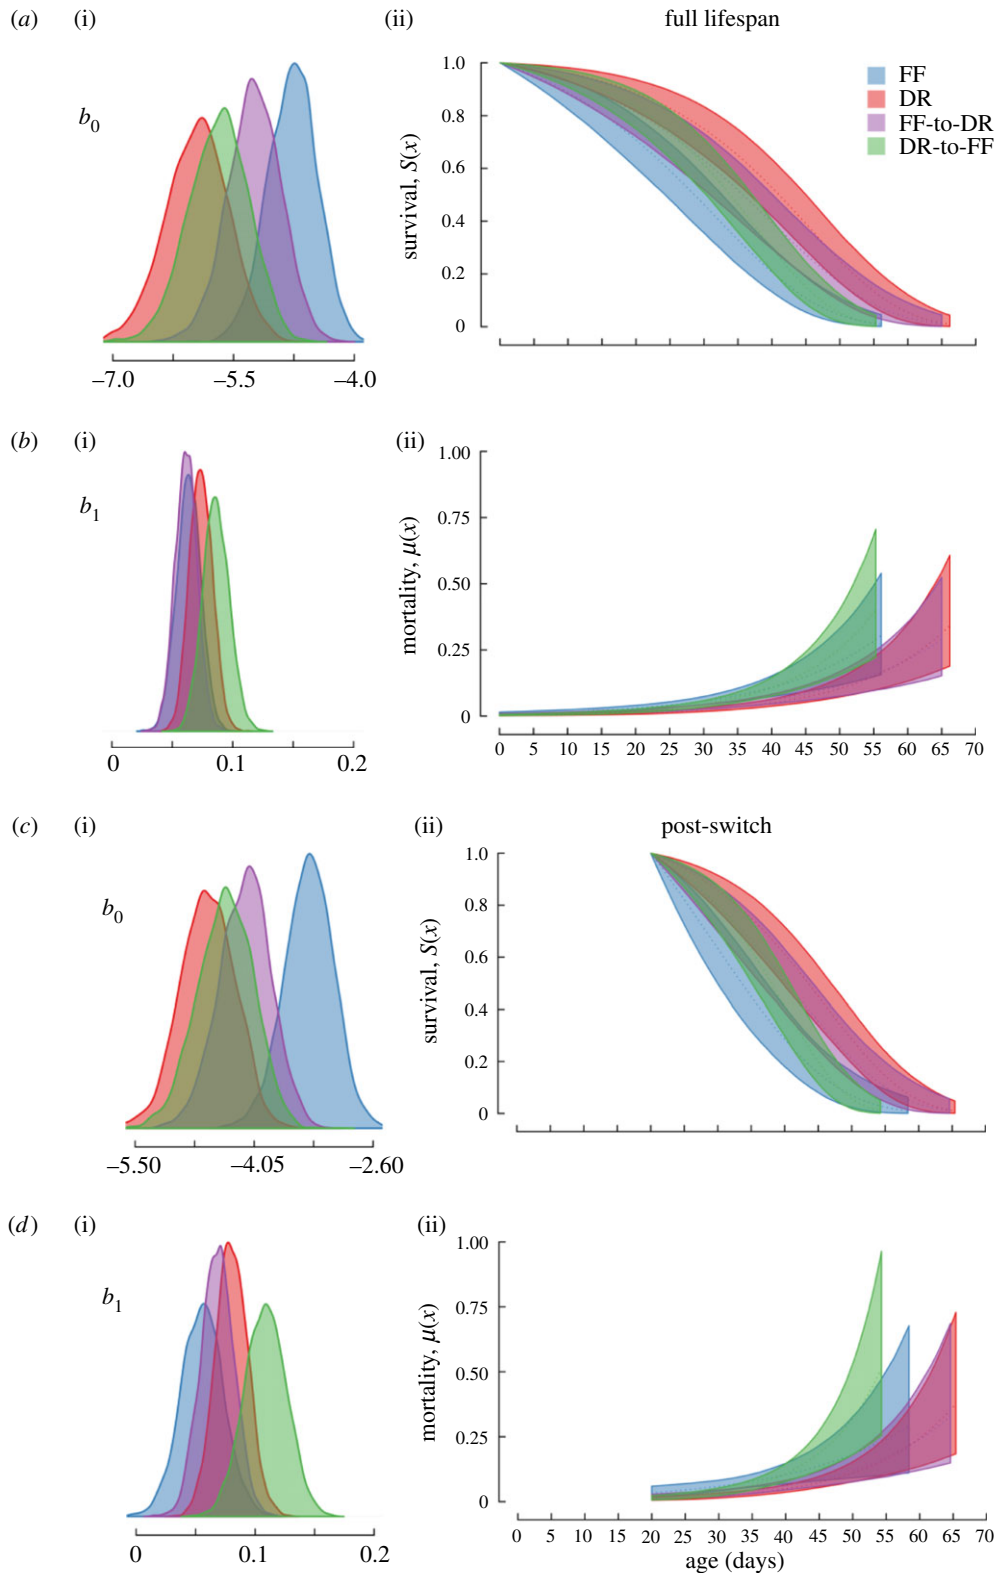 (a) (i) (ii) full lifespan
b0
survival, S(x)
1.0
0.8
0.6
0.4
0.2
0
FF
DR
FF-to-DR
DR-to-FF
–7.0 –5.5 –4.0
(b) (i) (ii)
b1
mortality, μ(x)
1.00
0.75
0.50
0.25
0
0 0.1 0.2
0 5 10 15 20 25 30 35 40 45 50 55 60 65 70
(c) (i) (ii) post-switch
b0
survival, S(x)
1.0
0.8
0.6
0.4
0.2
0
–5.50 –4.05 –2.60
(d) (i) (ii)
b1
mortality, μ(x)
1.00
0.75
0.50
0.25
0
0 0.1 0.2
0 5 10 15 20 20 30 35 40 45 50 55 60 65 70
age (days)